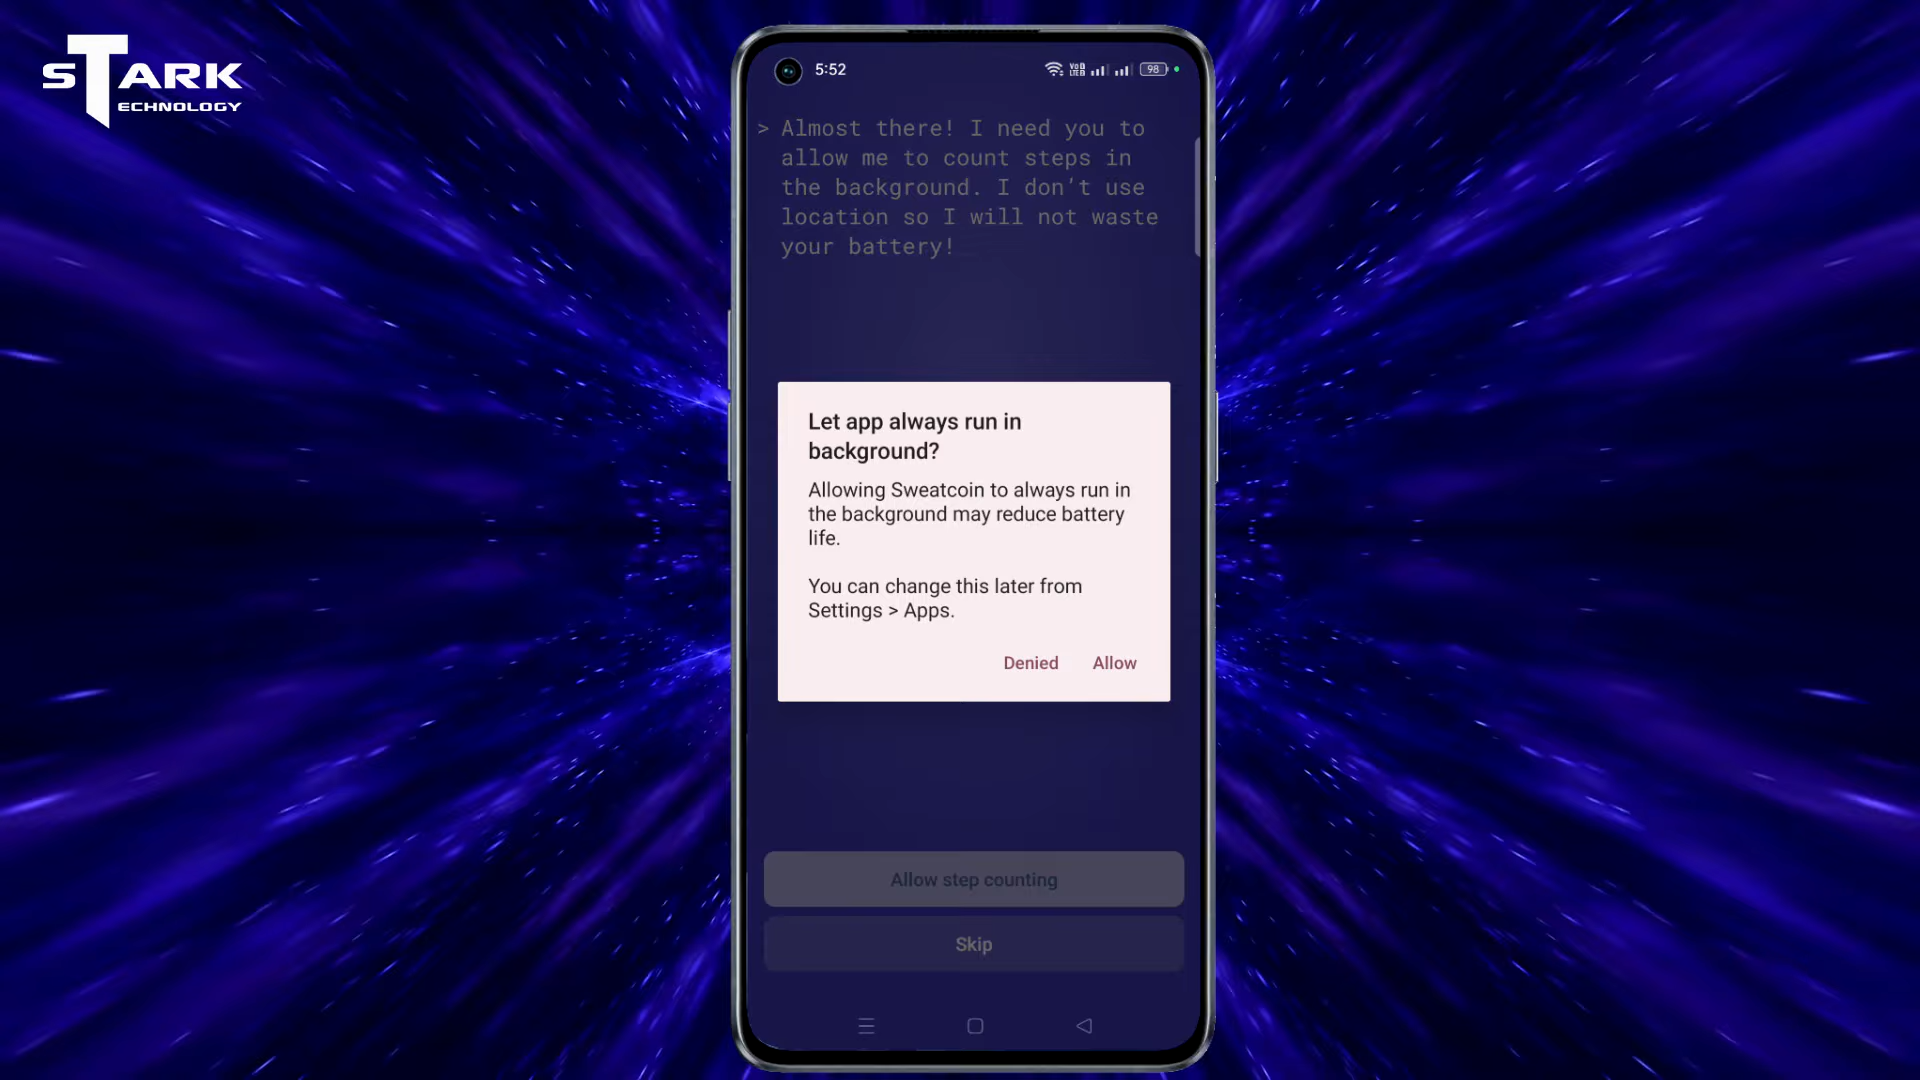 STARK
TECHNOLOGY
5:52
98
> Almost there! I need you to
allow me to count steps in
the background. I don't use
location so I will not waste
your battery!
Let app always run in
background?
Allowing Sweatcoin to always run in
the background may reduce battery
life.
You can change this later from
Settings > Apps.
Denied Allow
Allow step counting
Skip